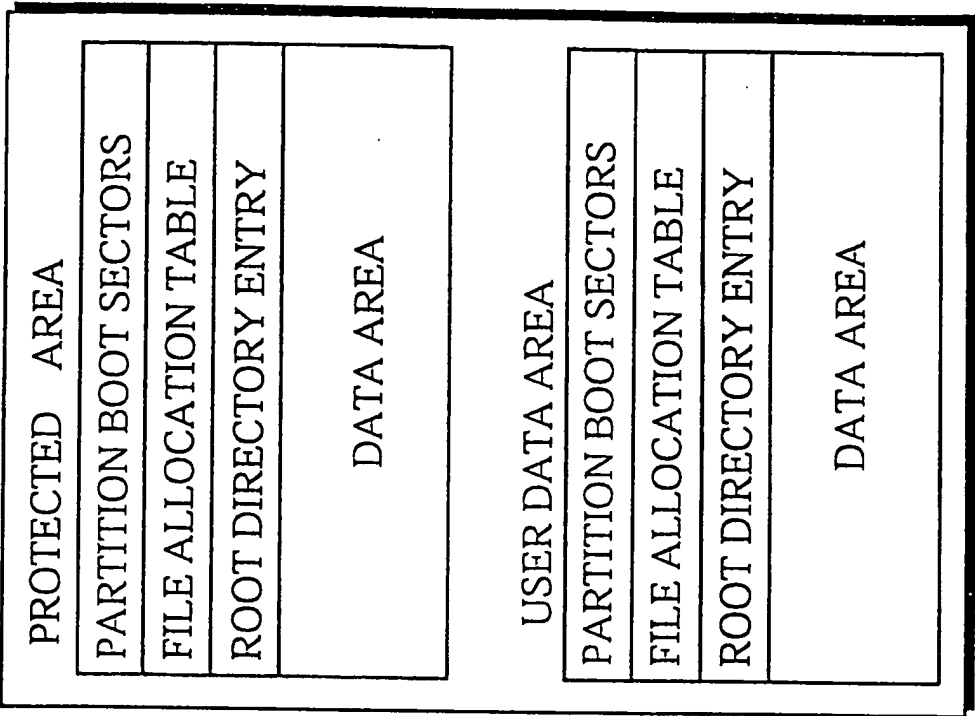 PROTECTED AREA
PARTITION BOOT SECTORS
FILE ALLOCATION TABLE
ROOT DIRECTORY ENTRY
DATA AREA
USER DATA AREA
PARTITION BOOT SECTORS
FILE ALLOCATION TABLE
ROOT DIRECTORY ENTRY
DATA AREA